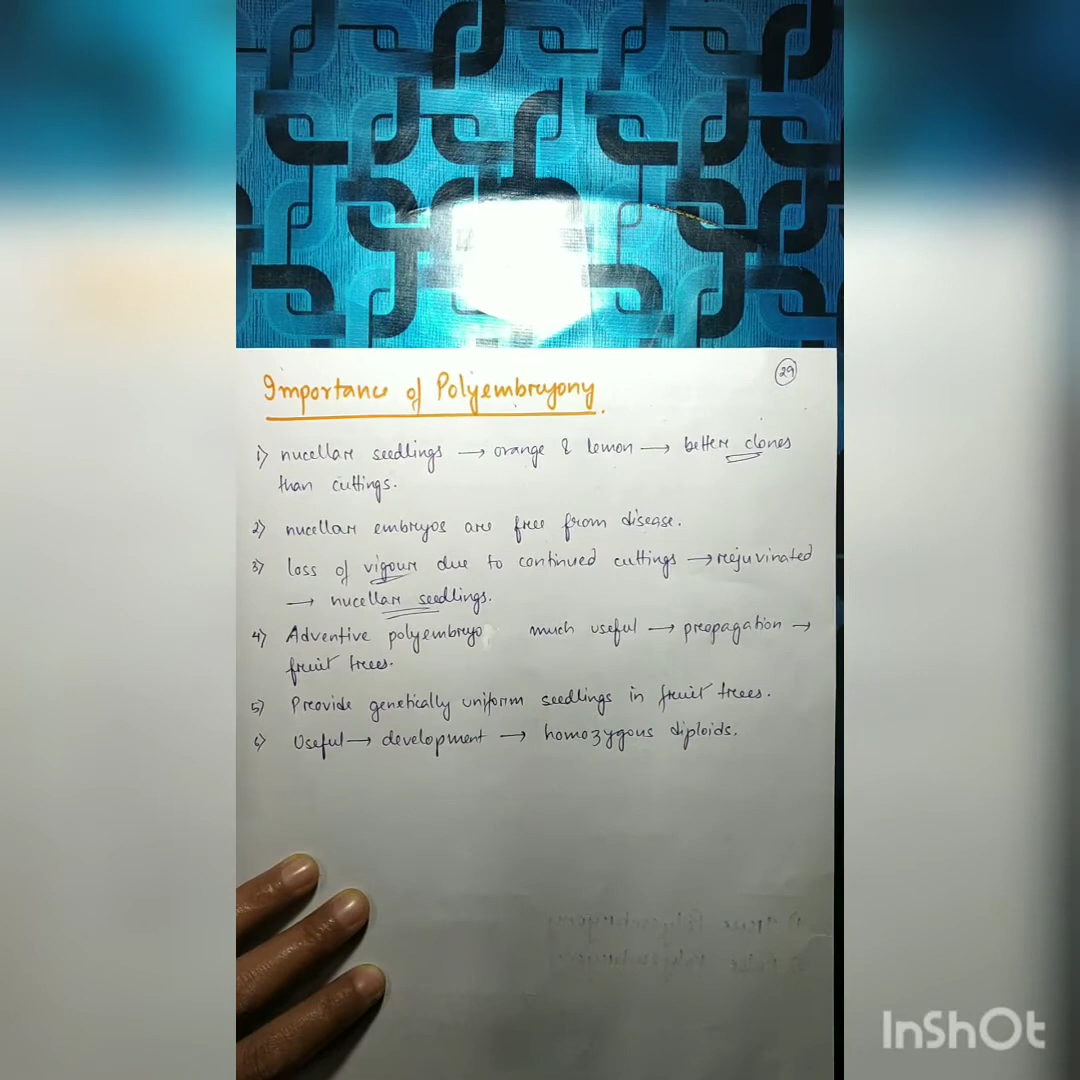 Importance of Polyembryony.
29
1) nucellar seedlings → orange & lemon → better clones
than cuttings.
2) nucellar embryos are free from disease.
3) loss of vigour due to continued cuttings → rejuvinated
→ nucellar seedlings.
4) Adventive polyembryo much useful → propagation →
fruit trees.
5) Provide genetically uniform seedlings in fruit trees.
6) Useful → development → homozygous diploids.
InShOt